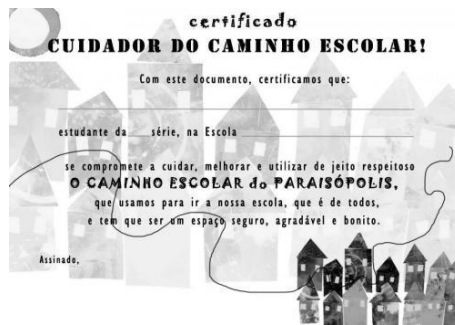 certificado
CUIDADOR DO CAMINHO ESCOLAR!
Com este documento, certificamos que:
estudante da ___ série, na Escola ___
se compromete a cuidar, melhorar e utilizar de jeito respeitoso
O CAMINHO ESCOLAR do PARAISÓPOLIS,
que usamos para ir a nossa escola, que é de todos,
e tem que ser um espaço seguro, agradável e bonito.
Assinado,